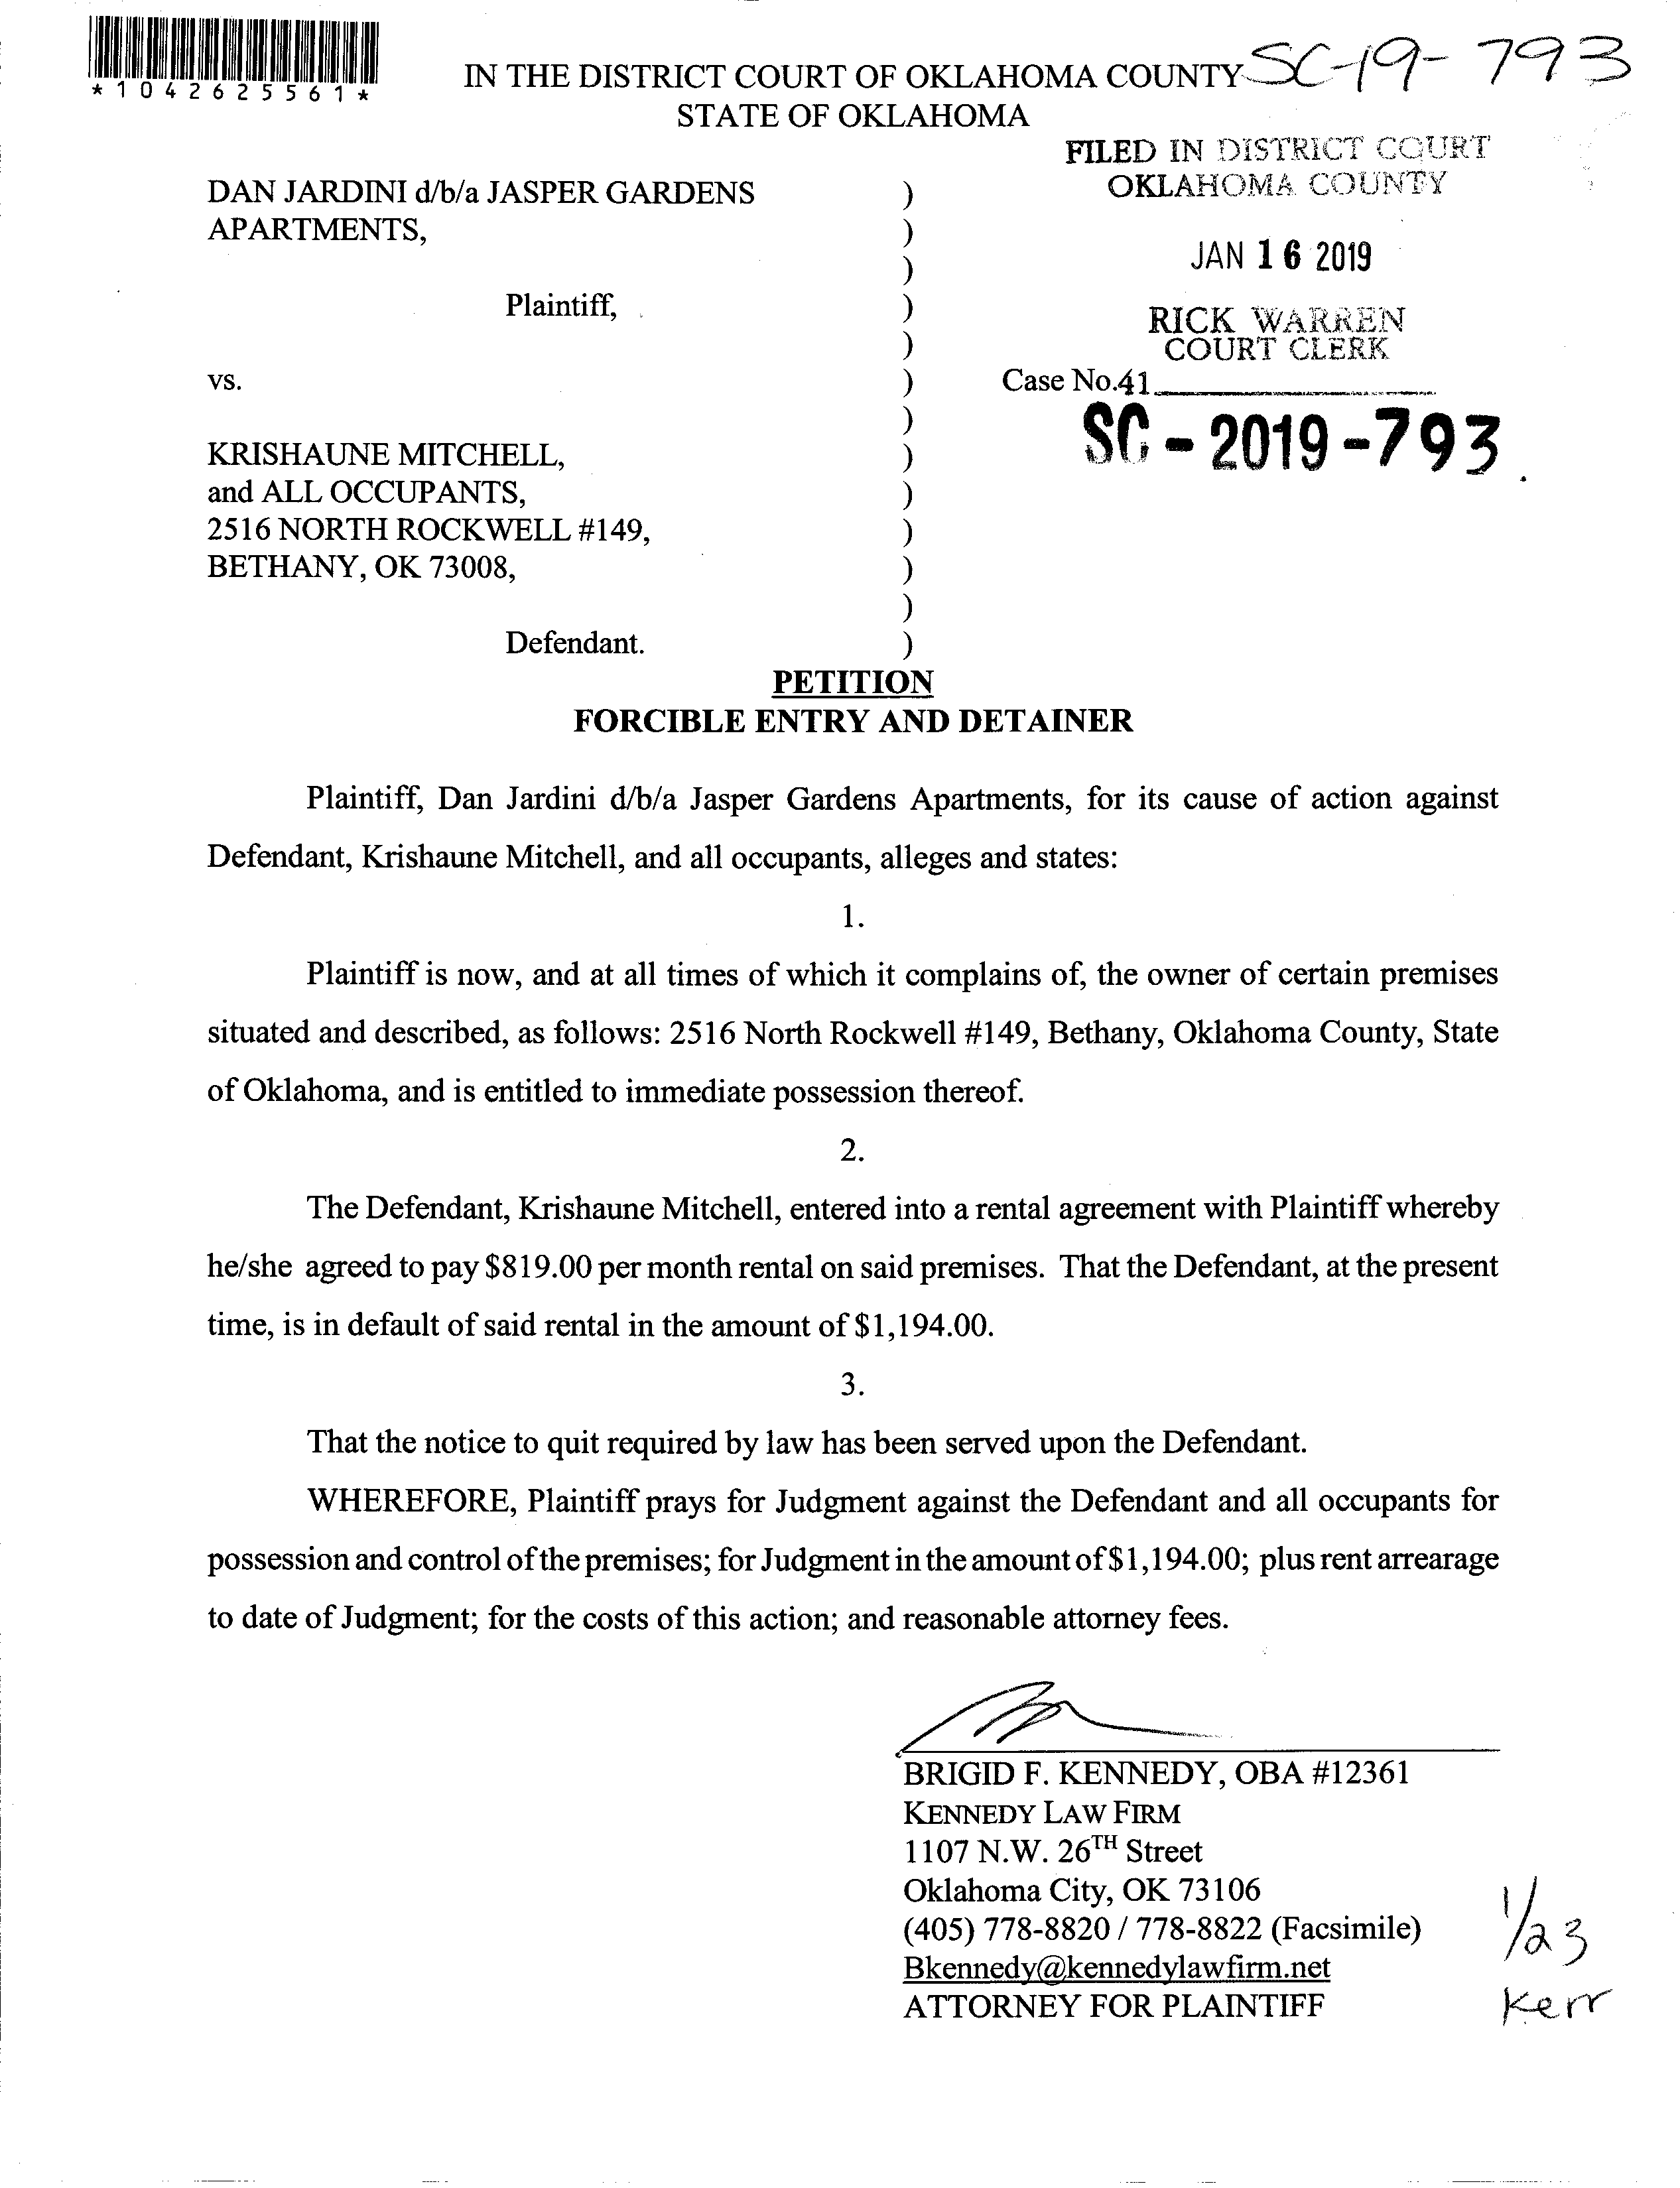 *1042625561*
IN THE DISTRICT COURT OF OKLAHOMA COUNTY SC-19-793
STATE OF OKLAHOMA
FILED IN DISTRICT COURT
OKLAHOMA COUNTY
DAN JARDINI d/b/a JASPER GARDENS )
APARTMENTS, )
JAN 16 2019
)
Plaintiff, )
RICK WARREN
COURT CLERK
)
vs. ) Case No.41
)
SC-2019-793.
KRISHAUNE MITCHELL, )
and ALL OCCUPANTS, )
2516 NORTH ROCKWELL #149, )
BETHANY, OK 73008, )
)
Defendant. )
PETITION
FORCIBLE ENTRY AND DETAINER
Plaintiff, Dan Jardini d/b/a Jasper Gardens Apartments, for its cause of action against
Defendant, Krishaune Mitchell, and all occupants, alleges and states:
1.
Plaintiff is now, and at all times of which it complains of, the owner of certain premises
situated and described, as follows: 2516 North Rockwell #149, Bethany, Oklahoma County, State
of Oklahoma, and is entitled to immediate possession thereof.
2.
The Defendant, Krishaune Mitchell, entered into a rental agreement with Plaintiff whereby
he/she agreed to pay $819.00 per month rental on said premises. That the Defendant, at the present
time, is in default of said rental in the amount of $1,194.00.
3.
That the notice to quit required by law has been served upon the Defendant.
WHEREFORE, Plaintiff prays for Judgment against the Defendant and all occupants for
possession and control of the premises; for Judgment in the amount of $1,194.00; plus rent arrearage
to date of Judgment; for the costs of this action; and reasonable attorney fees.
BRIGID F. KENNEDY, OBA #12361
KENNEDY LAW FIRM
1107 N.W. 26TH Street
Oklahoma City, OK 73106
(405) 778-8820 / 778-8822 (Facsimile)
Bkennedy@kennedylawfirm.net
ATTORNEY FOR PLAINTIFF
1/23
Kerr